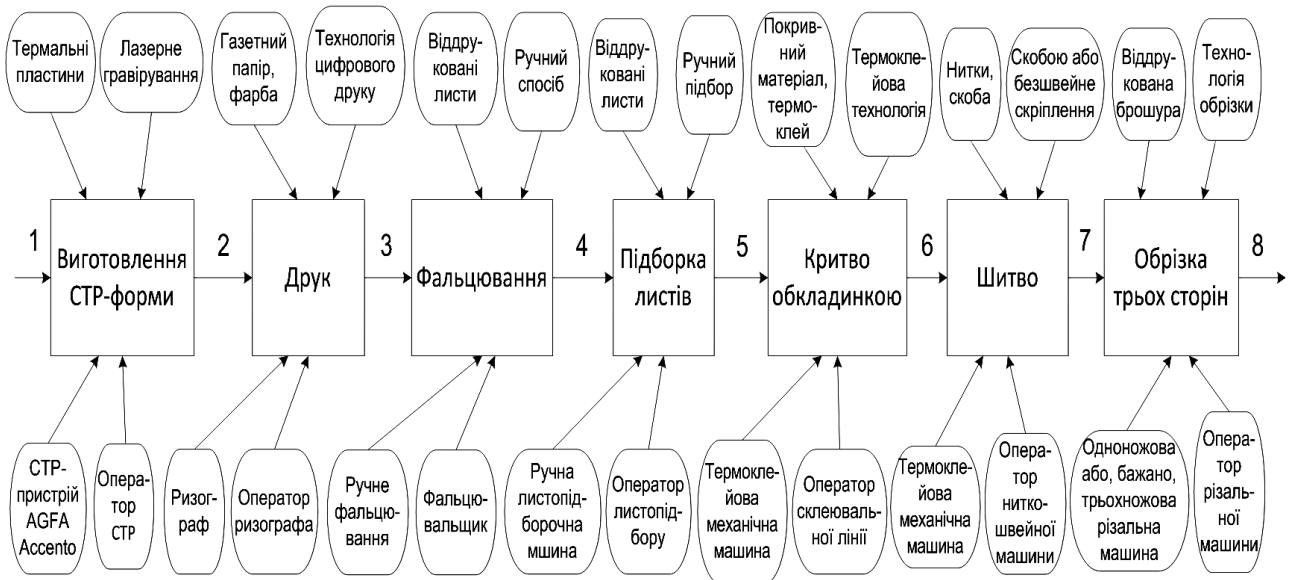 Термальні
пластини
Лазерне
гравірування
Газетний
папір,
фарба
Технологія
цифрового
друку
Віддру-
ковані
листи
Ручний
спосіб
Віддру-
ковані
листи
Ручний
підбор
Покрив-
ний
матеріал,
термо-
клей
Термокле-
йова
технологія
Нитки,
скоба
Скобою або
безшвейне
скріплення
Віддру-
кована
брошура
Техно-
логія
обрізки
1
Виготовлення
СТР-форми
2
Друк
3
Фальцювання
4
Підборка
листів
5
Критво
обкладинкою
6
Шитво
7
Обрізка
трьох сторін
8
СТР-
пристрій
AGFA
Accento
Опера-
тор
СТР
Ризог-
раф
Оператор
ризографа
Ручне
фальцю-
вання
Фальцю-
вальщик
Ручна
листопід-
борочна
мшина
Оператор
листопід-
бору
Термокле-
йова
механічна
машина
Оператор
склеюваль-
ної лінії
Термокле-
йова
механічна
машина
Опера-
тор
нитко-
швейної
машини
Одноножова
або, бажано,
трьохножова
різальна
машина
Опера-
тор
різаль-
ної
машини